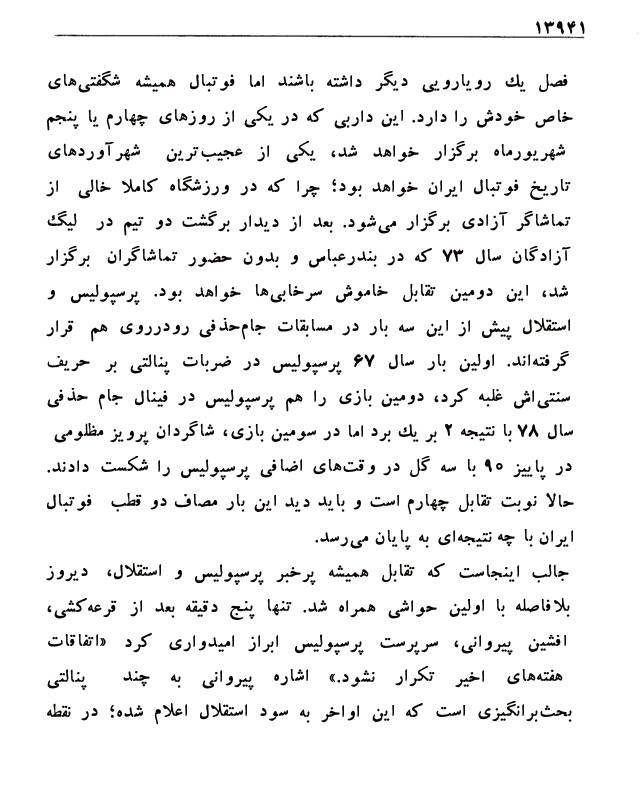 ۱۳۹۴۱
فصل یك رویارویی دیگر داشته باشند اما فوتبال همیشه شگفتی‌های
خاص خودش را دارد. این داربی که در یکی از روزهای چهارم یا پنجم
شهریورماه برگزار خواهد شد، یکی از عجیب‌ترین شهرآوردهای
تاریخ فوتبال ایران خواهد بود؛ چرا که در ورزشگاه کاملا خالی از
تماشاگر آزادی برگزار می‌شود. بعد از دیدار برگشت دو تیم در لیگ
آزادگان سال ۷۳ که در بندرعباس و بدون حضور تماشاگران برگزار
شد، این دومین تقابل خاموش سرخابی‌ها خواهد بود. پرسپولیس و
استقلال پیش از این سه بار در مسابقات جام‌حذفی رودرروی هم قرار
گرفته‌اند. اولین بار سال ۶۷ پرسپولیس در ضربات پنالتی بر حریف
سنتی‌اش غلبه کرد، دومین بازی را هم پرسپولیس در فینال جام حذفی
سال ۷۸ با نتیجه ۲ بر یك برد اما در سومین بازی، شاگردان پرویز مظلومی
در پاییز ۹۰ با سه گل در وقت‌های اضافی پرسپولیس را شکست دادند.
حالا نوبت تقابل چهارم است و باید دید این بار مصاف دو قطب فوتبال
ایران با چه نتیجه‌ای به پایان می‌رسد.
جالب اینجاست که تقابل همیشه پرخبر پرسپولیس و استقلال، دیروز
بلافاصله با اولین حواشی همراه شد. تنها پنج دقیقه بعد از قرعه‌کشی،
افشین پیروانی، سرپرست پرسپولیس ابراز امیدواری کرد «اتفاقات
هفته‌های اخیر تکرار نشود.» اشاره پیروانی به چند پنالتی
بحث‌برانگیزی است که این اواخر به سود استقلال اعلام شده؛ در نقطه